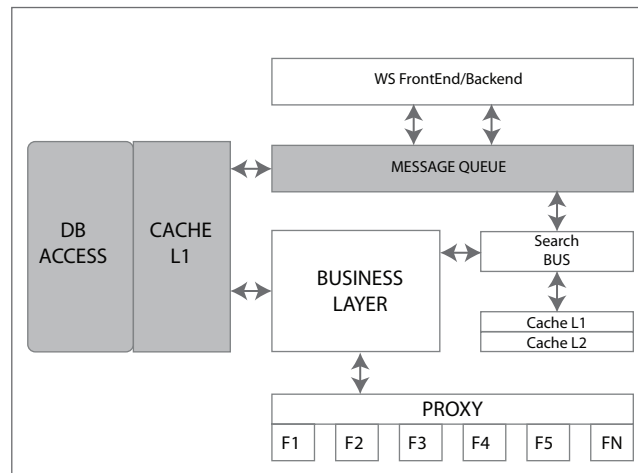 WS FrontEnd/Backend
MESSAGE QUEUE
DB
ACCESS
CACHE
L1
Search
BUS
BUSINESS
LAYER
Cache L1
Cache L2
PROXY
F1 F2 F3 F4 F5 FN